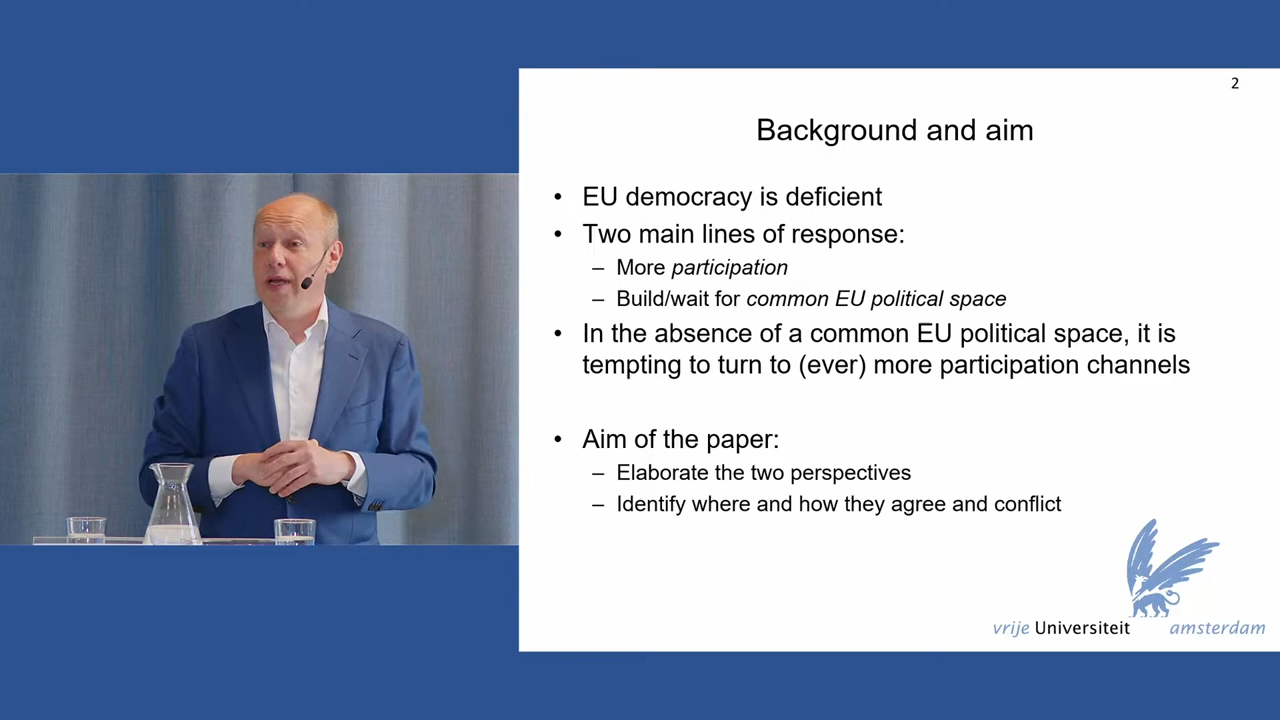 2
Background and aim
• EU democracy is deficient
• Two main lines of response:
– More participation
– Build/wait for common EU political space
• In the absence of a common EU political space, it is
tempting to turn to (ever) more participation channels
• Aim of the paper:
– Elaborate the two perspectives
– Identify where and how they agree and conflict
vrije Universiteit amsterdam